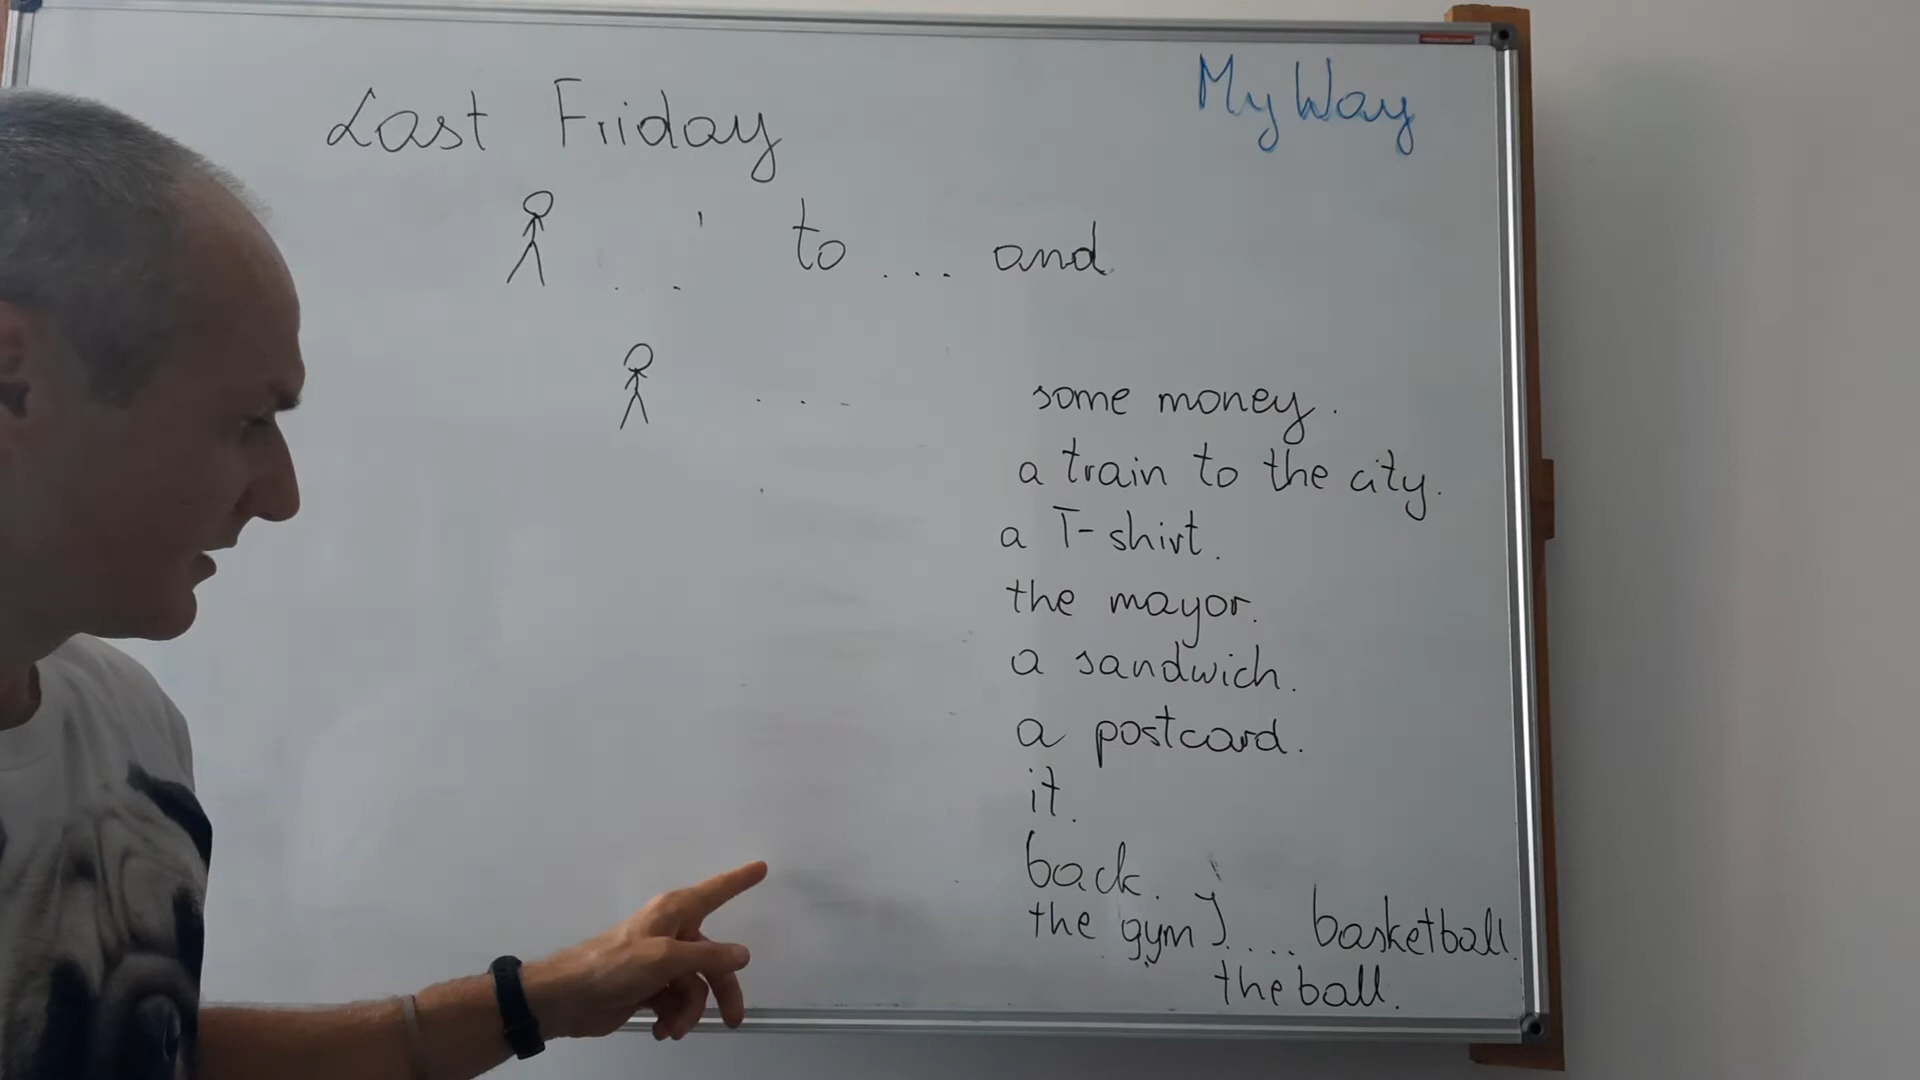 Last Friday
My Way
... to ... and
... some money.
a train to the city.
a T-shirt.
the mayor.
a sandwich.
a postcard.
it.
back.
the gym) .... basketball.
the ball.